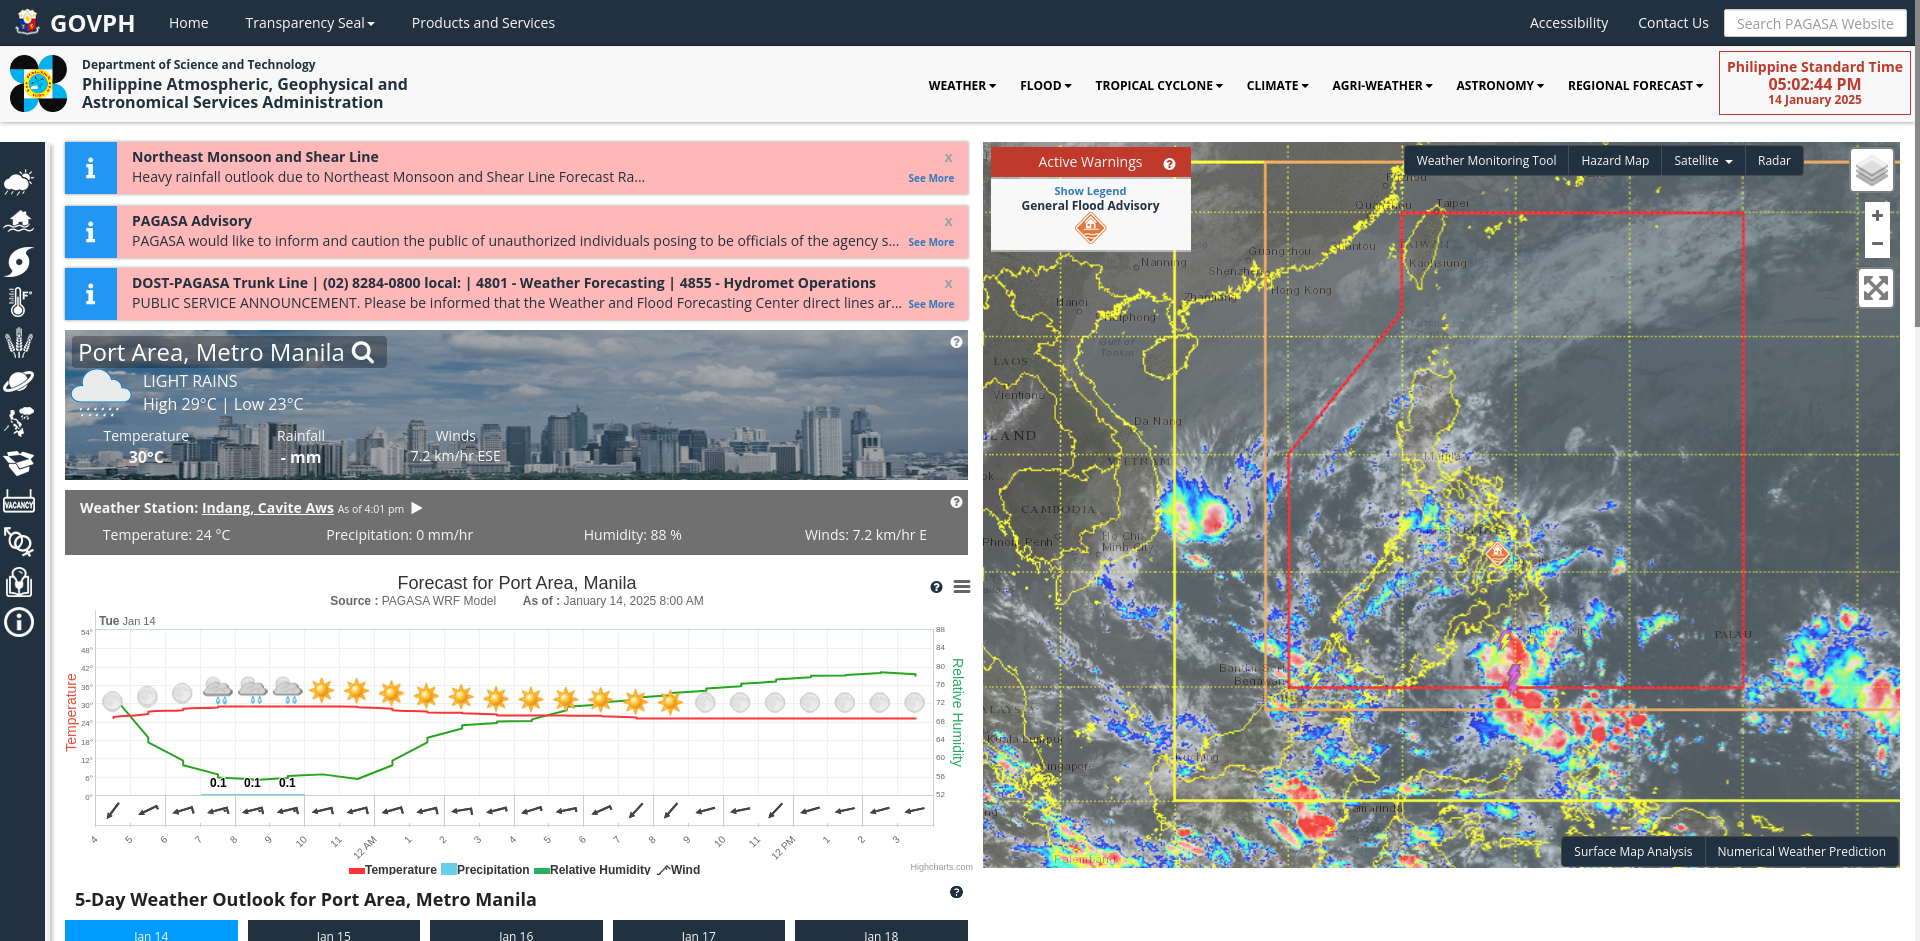 GOVPH
Home
Transparency Seal
Products and Services
Accessibility
Contact Us
Search PAGASA Website
Department of Science and Technology
Philippine Atmospheric, Geophysical and
Astronomical Services Administration
WEATHER
FLOOD
TROPICAL CYCLONE
CLIMATE
AGRI-WEATHER
ASTRONOMY
REGIONAL FORECAST
Philippine Standard Time
05:02:44 PM
14 January 2025
VACANCY
Northeast Monsoon and Shear Line
x
Heavy rainfall outlook due to Northeast Monsoon and Shear Line Forecast Ra...
See More
PAGASA Advisory
x
PAGASA would like to inform and caution the public of unauthorized individuals posing to be officials of the agency s...
See More
DOST-PAGASA Trunk Line | (02) 8284-0800 local: | 4801 - Weather Forecasting | 4855 - Hydromet Operations
x
PUBLIC SERVICE ANNOUNCEMENT. Please be informed that the Weather and Flood Forecasting Center direct lines ar...
See More
Port Area, Metro Manila
LIGHT RAINS
High 29°C | Low 23°C
Temperature
Rainfall
Winds
30°C
- mm
7.2 km/hr ESE
Weather Station: Indang, Cavite Aws As of 4:01 pm
Temperature: 24 °C
Precipitation: 0 mm/hr
Humidity: 88 %
Winds: 7.2 km/hr E
Forecast for Port Area, Manila
Source : PAGASA WRF Model
As of : January 14, 2025 8:00 AM
Tue Jan 14
54°
48°
42°
36°
30°
24°
18°
12°
6°
0°
Temperature
88
84
80
76
72
68
64
60
56
52
Relative Humidity
0.1
0.1
0.1
4
5
6
7
8
9
10
11
12 AM
1
2
3
4
5
6
7
8
9
10
11
12 PM
1
2
3
Temperature
Precipitation
Relative Humidity
Wind
Highcharts.com
5-Day Weather Outlook for Port Area, Metro Manila
Jan 14
Jan 15
Jan 16
Jan 17
Jan 18
Active Warnings
Show Legend
General Flood Advisory
Weather Monitoring Tool
Hazard Map
Satellite
Radar
+
−
Taipei
Guangzhou
Nanning
Shenzhen
Kaohsiung
Hong Kong
Zhanjiang
Hanoi
Haiphong
Gulf of
Tonkin
LAOS
Vientiane
Da Nang
LAND
VIETNAM
Manila
CAMBODIA
Phnom Penh
Ho Chi
Minh City
PALAU
Bandar Seri
Begawan
Kuala Lumpur
Singapore
Kuching
Samarinda
Palembang
Surface Map Analysis
Numerical Weather Prediction